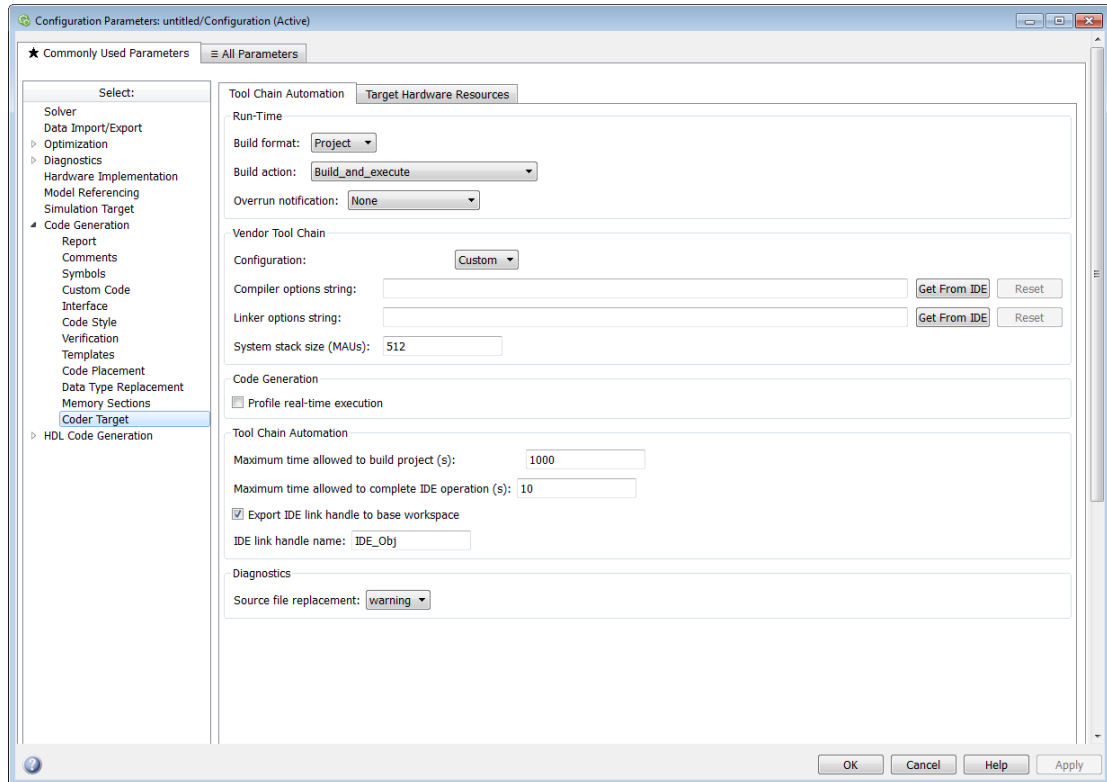 Configuration Parameters: untitled/Configuration (Active)
★ Commonly Used Parameters
≡ All Parameters
Select:
Solver
Data Import/Export
Optimization
Diagnostics
Hardware Implementation
Model Referencing
Simulation Target
Code Generation
Report
Comments
Symbols
Custom Code
Interface
Code Style
Verification
Templates
Code Placement
Data Type Replacement
Memory Sections
Coder Target
HDL Code Generation
Tool Chain Automation
Target Hardware Resources
Run-Time
Build format: Project
Build action: Build_and_execute
Overrun notification: None
Vendor Tool Chain
Configuration: Custom
Compiler options string: Get From IDE Reset
Linker options string: Get From IDE Reset
System stack size (MAUs): 512
Code Generation
Profile real-time execution
Tool Chain Automation
Maximum time allowed to build project (s): 1000
Maximum time allowed to complete IDE operation (s): 10
Export IDE link handle to base workspace
IDE link handle name: IDE_Obj
Diagnostics
Source file replacement: warning
? OK Cancel Help Apply